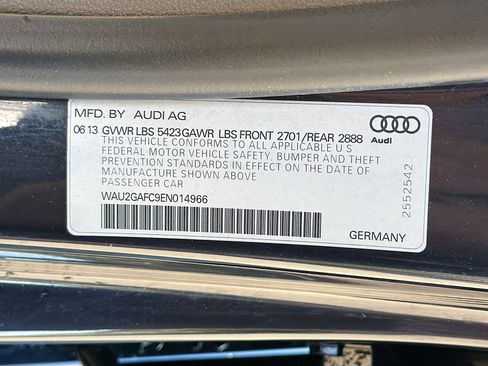 MFD. BY AUDI AG
06 13 GVWR LBS 5423 GAWR LBS FRONT 2701/REAR 2888
THIS VEHICLE CONFORMS TO ALL APPLICABLE U S
FEDERAL MOTOR VEHICLE SAFETY, BUMPER AND THEFT
PREVENTION STANDARDS IN EFFECT ON THE DATE OF
MANUFACTURE SHOWN ABOVE
PASSENGER CAR
WAU2GAFC9EN014966
GERMANY
Audi
2552542